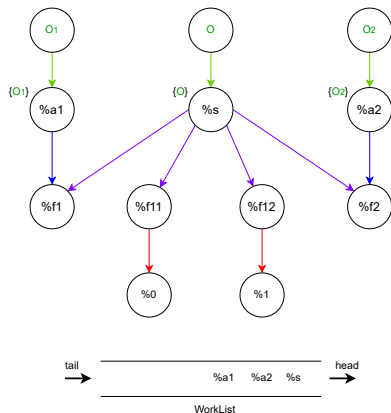 O1 O O2
{O1} {O} {O2}
%a1 %s %a2
%f1 %f11 %f12 %f2
%0 %1
tail head
%a1 %a2 %s
WorkList